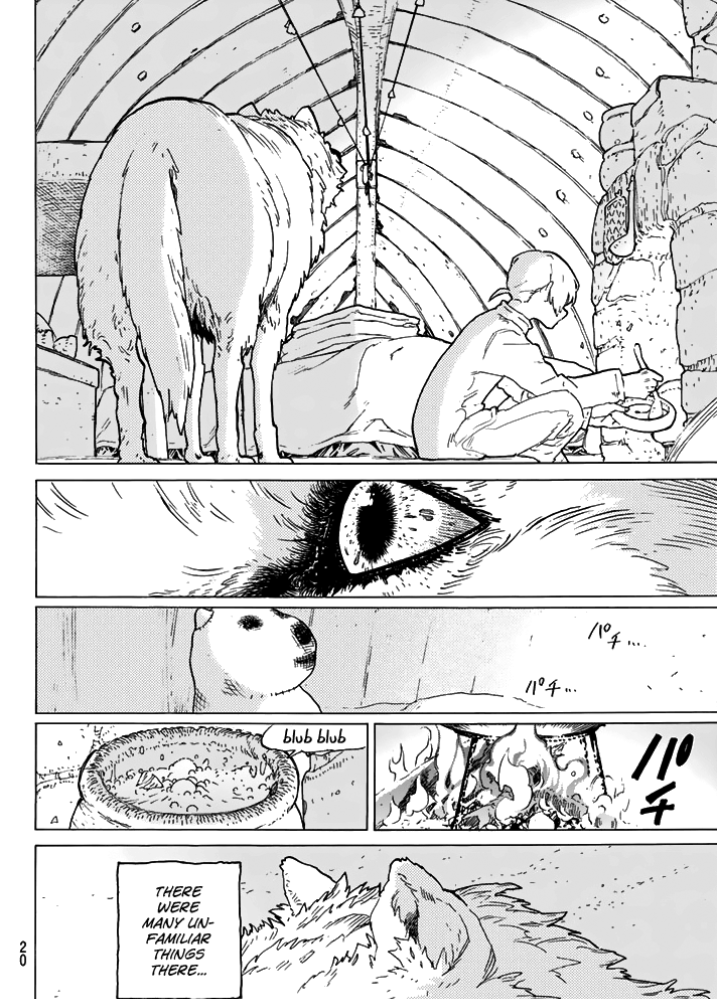 パ
チ...
パ
チ...
blub blub
パ
チ
THERE
WERE
MANY UN-
FAMILIAR
THINGS
THERE...
20